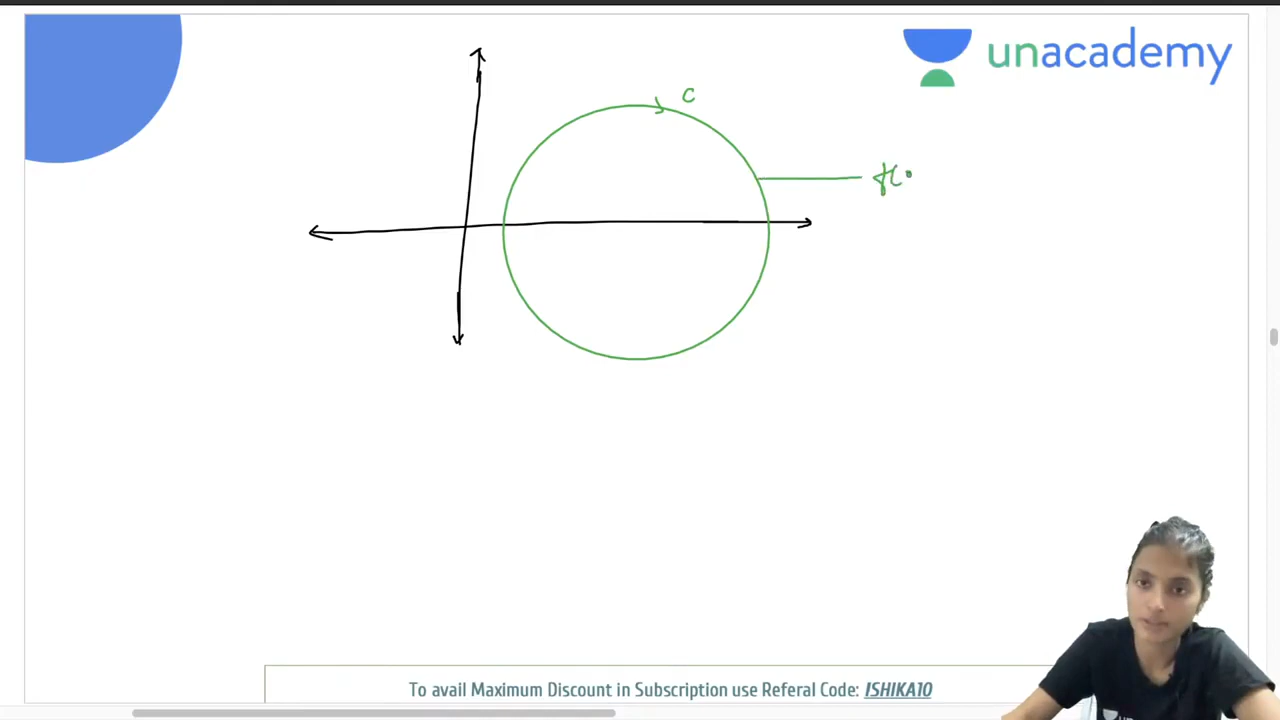 unacademy
C
f(
To avail Maximum Discount in Subscription use Referal Code: ISHIKA10